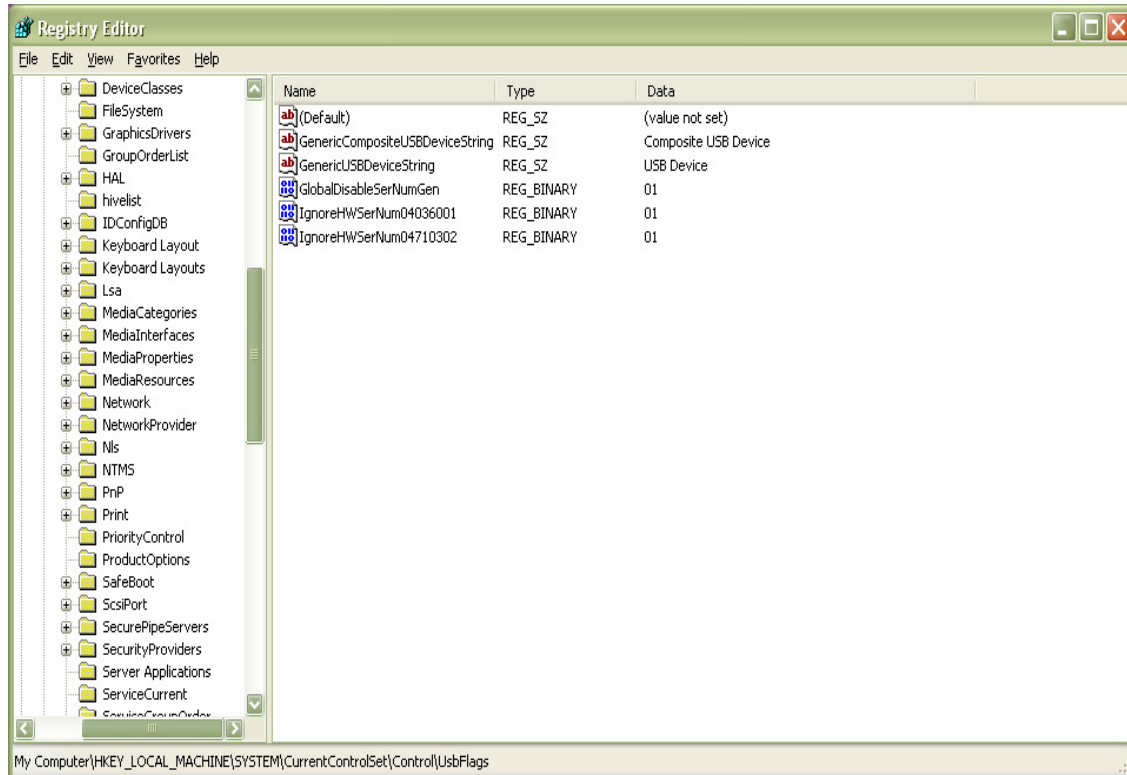 Registry Editor
File Edit View Favorites Help
DeviceClasses
FileSystem
GraphicsDrivers
GroupOrderList
HAL
hivelist
IDConfigDB
Keyboard Layout
Keyboard Layouts
Lsa
MediaCategories
MediaInterfaces
MediaProperties
MediaResources
Network
NetworkProvider
Nls
NTMS
PnP
Print
PriorityControl
ProductOptions
SafeBoot
ScsiPort
SecurePipeServers
SecurityProviders
Server Applications
ServiceCurrent
ServiceGroupOrder
Name Type Data
(Default) REG_SZ (value not set)
GenericCompositeUSBDeviceString REG_SZ Composite USB Device
GenericUSBDeviceString REG_SZ USB Device
GlobalDisableSerNumGen REG_BINARY 01
IgnoreHWSerNum04036001 REG_BINARY 01
IgnoreHWSerNum04710302 REG_BINARY 01
My Computer\HKEY_LOCAL_MACHINE\SYSTEM\CurrentControlSet\Control\UsbFlags